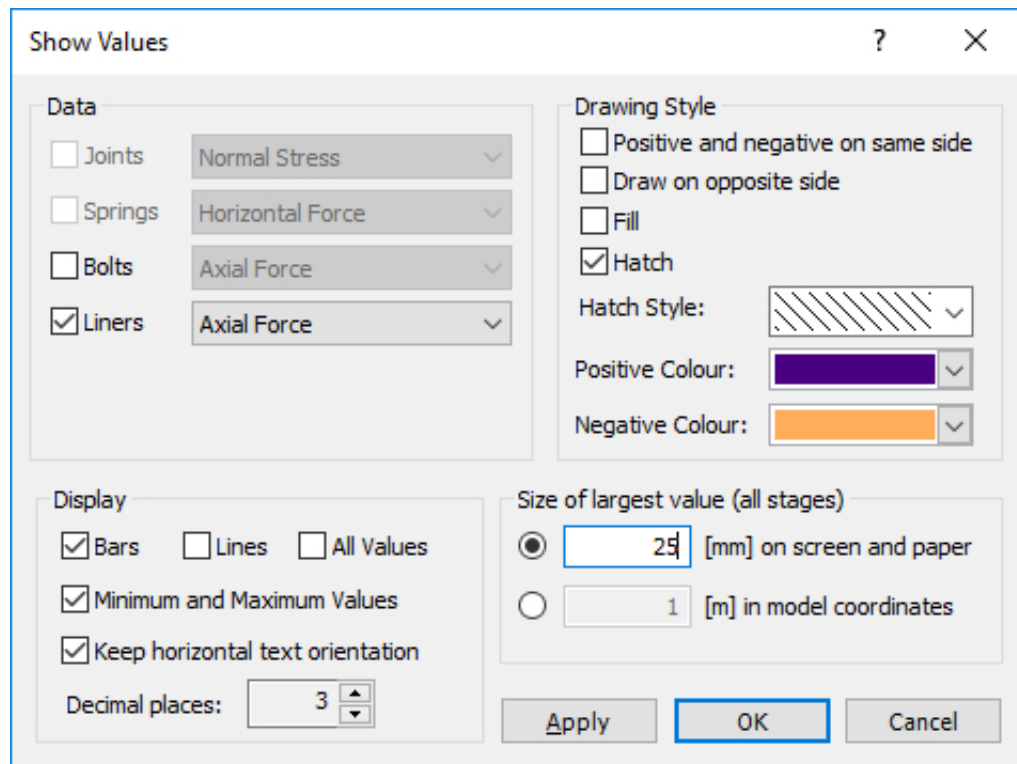 Show Values ?
Data
Joints Normal Stress
Springs Horizontal Force
Bolts Axial Force
Liners Axial Force
Drawing Style
Positive and negative on same side
Draw on opposite side
Fill
Hatch
Hatch Style:
Positive Colour:
Negative Colour:
Display
Bars Lines All Values
Minimum and Maximum Values
Keep horizontal text orientation
Decimal places: 3
Size of largest value (all stages)
25 [mm] on screen and paper
1 [m] in model coordinates
Apply OK Cancel